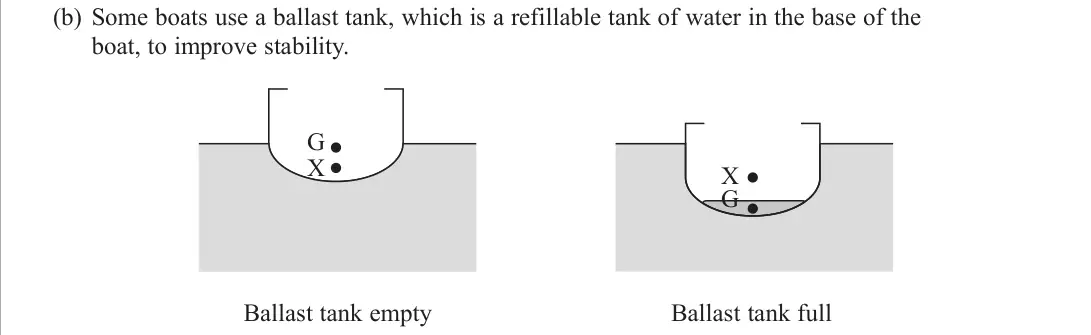 (b) Some boats use a ballast tank, which is a refillable tank of water in the base of the
boat, to improve stability.
G
X
X
G
Ballast tank empty
Ballast tank full